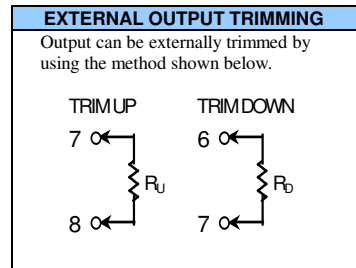 EXTERNAL OUTPUT TRIMMING
Output can be externally trimmed by
using the method shown below.
TRIM UP TRIM DOWN
7 6
RU RD
8 7